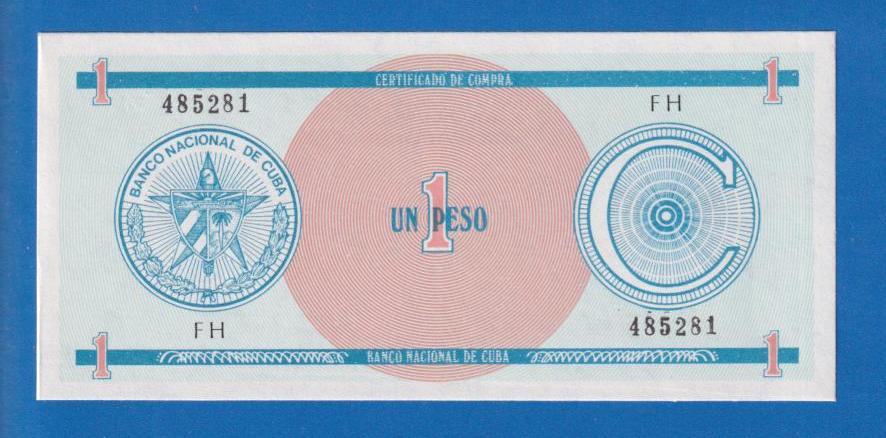 1 CERTIFICADO DE COMPRA 1
485281
FH
BANCO NACIONAL DE CUBA
C
1
UN PESO
FH
485281
1 BANCO NACIONAL DE CUBA 1